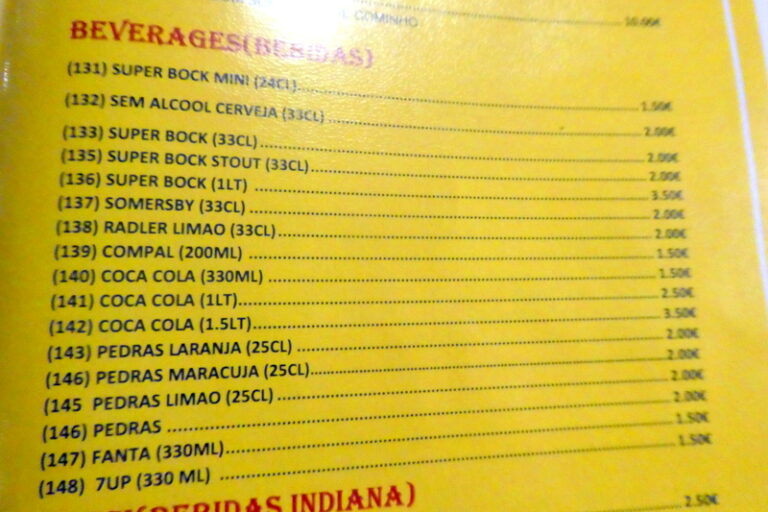 COMINHO 10.00€
BEVERAGES(BEBIDAS)
(131) SUPER BOCK MINI (24CL)..........1.50€
(132) SEM ALCOOL CERVEJA (33CL)..........2.00€
(133) SUPER BOCK (33CL)..........2.00€
(135) SUPER BOCK STOUT (33CL)..........2.00€
(136) SUPER BOCK (1LT) ..........3.50€
(137) SOMERSBY (33CL) ..........2.00€
(138) RADLER LIMAO (33CL)..........2.00€
(139) COMPAL (200ML) ..........1.50€
(140) COCA COLA (330ML) ..........1.50€
(141) COCA COLA (1LT)..........2.50€
(142) COCA COLA (1.5LT)..........3.50€
(143) PEDRAS LARANJA (25CL) ..........2.00€
(146) PEDRAS MARACUJA (25CL)..........2.00€
(145 PEDRAS LIMAO (25CL) ..........2.00€
(146) PEDRAS ..........2.00€
(147) FANTA (330ML)..........1.50€
(148) 7UP (330 ML) ..........1.50€
(BEBIDAS INDIANA)
2.50€